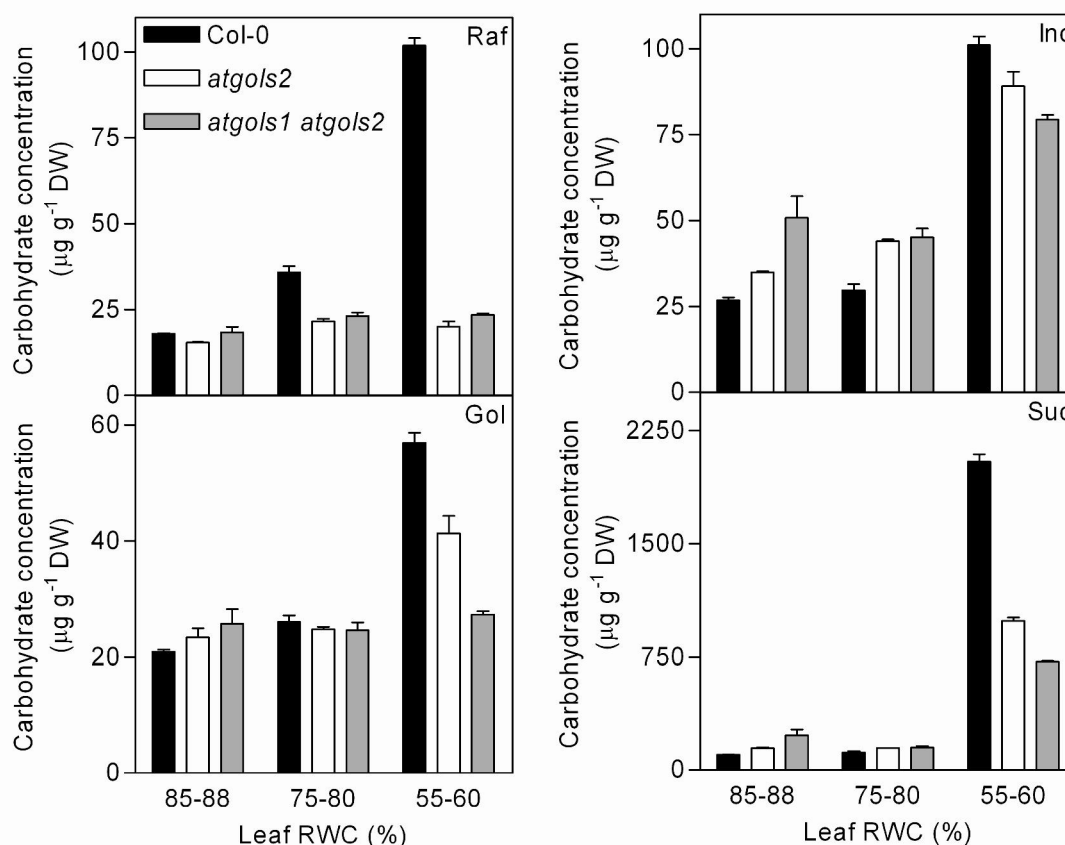 Carbohydrate concentration
(µg g⁻¹ DW)
100
75
50
25
0
Col-0
atgols2
atgols1 atgols2
Raf
Carbohydrate concentration
(µg g⁻¹ DW)
100
75
50
25
0
Ino
Carbohydrate concentration
(µg g⁻¹ DW)
60
40
20
0
Gol
85-88
75-80
55-60
Leaf RWC (%)
Carbohydrate concentration
(µg g⁻¹ DW)
2250
1500
750
0
Suc
85-88
75-80
55-60
Leaf RWC (%)